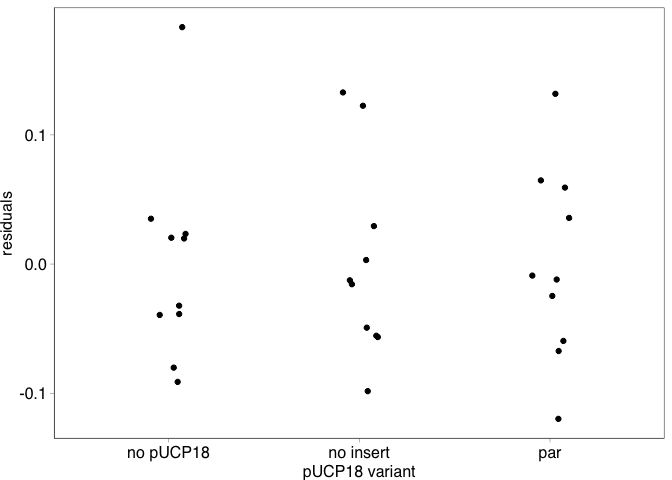 residuals
0.1
0.0
-0.1
no pUCP18 no insert par
pUCP18 variant